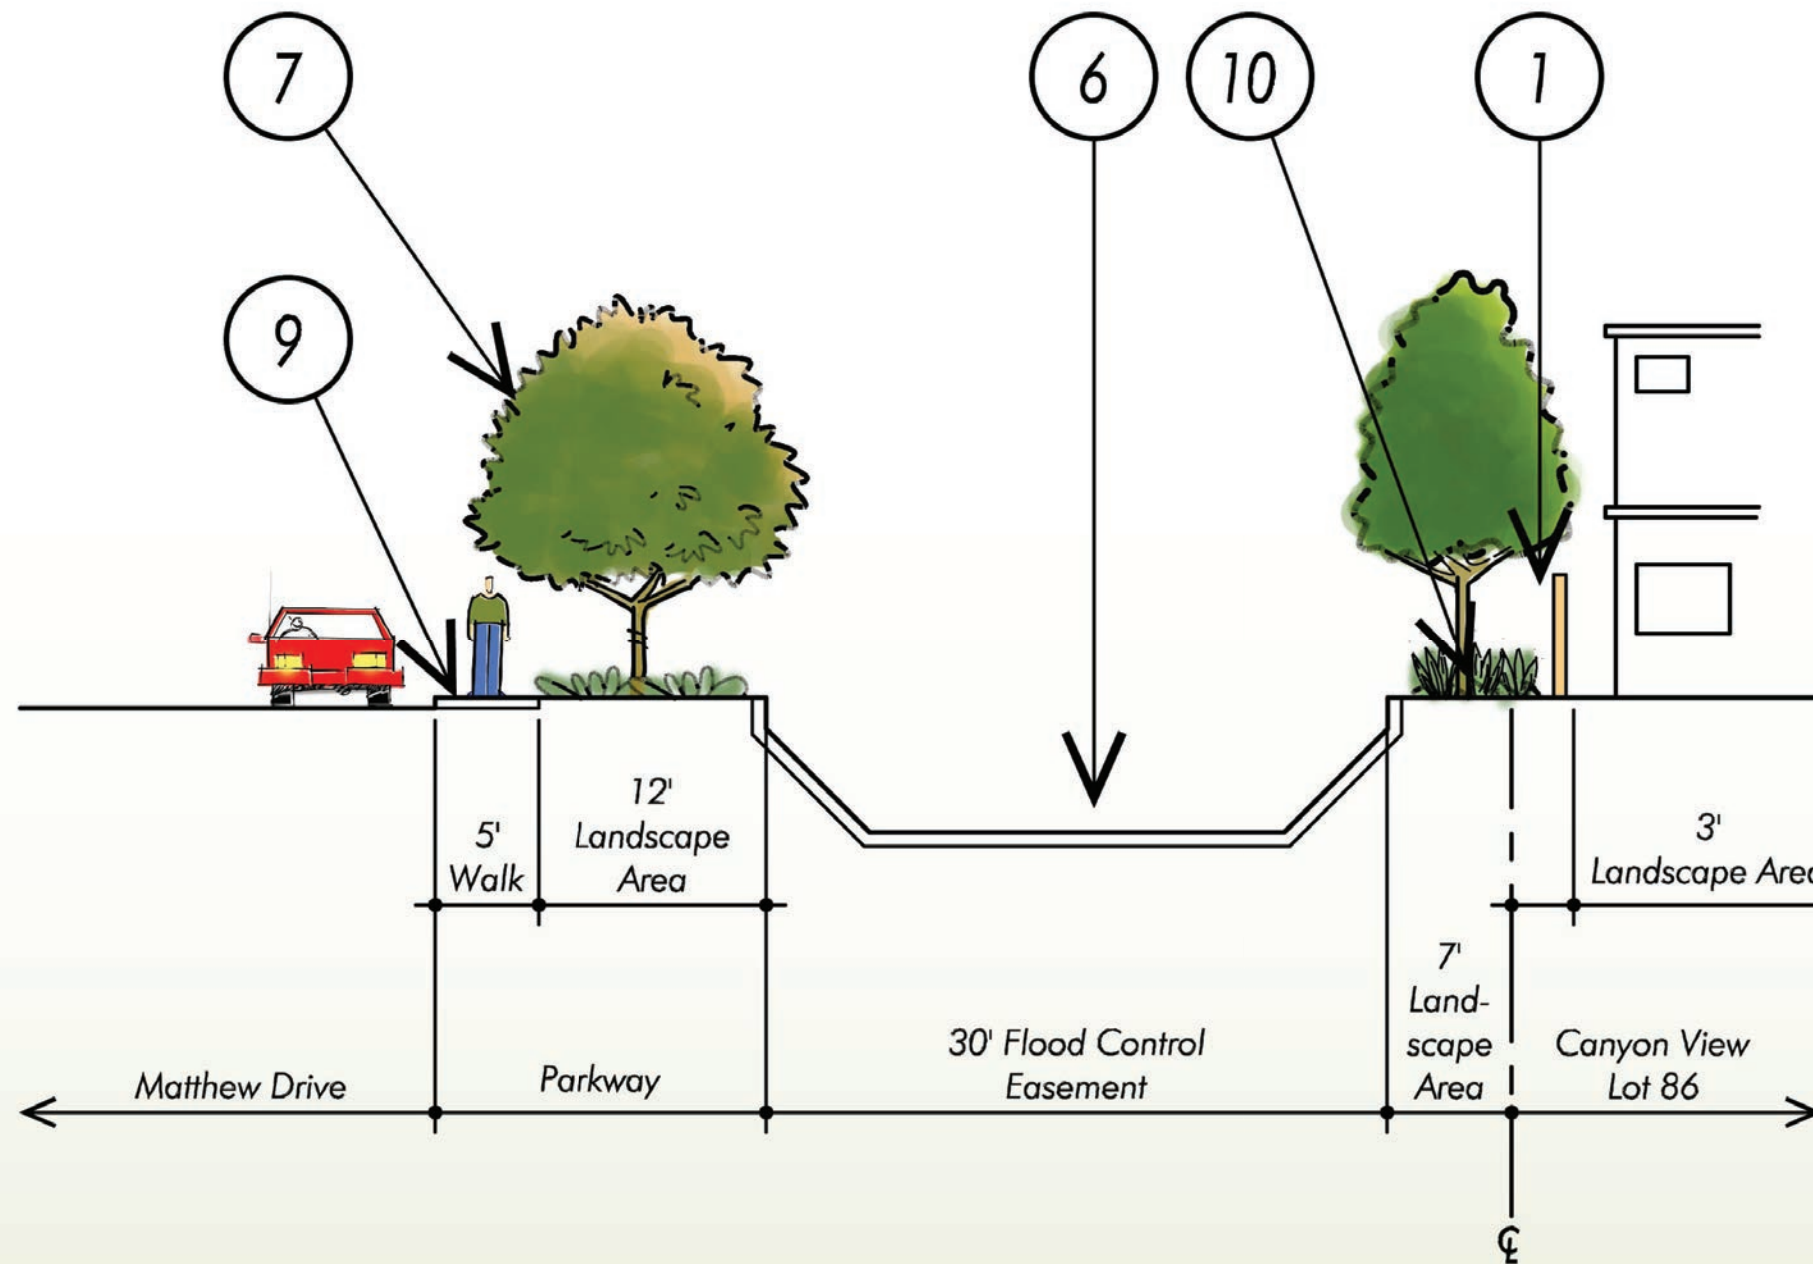 7
6
10
1
9
12'
Landscape
Area
5'
Walk
3'
Landscape Area
7'
Land-
scape
Area
30' Flood Control
Easement
Canyon View
Lot 86
Matthew Drive
Parkway
℄